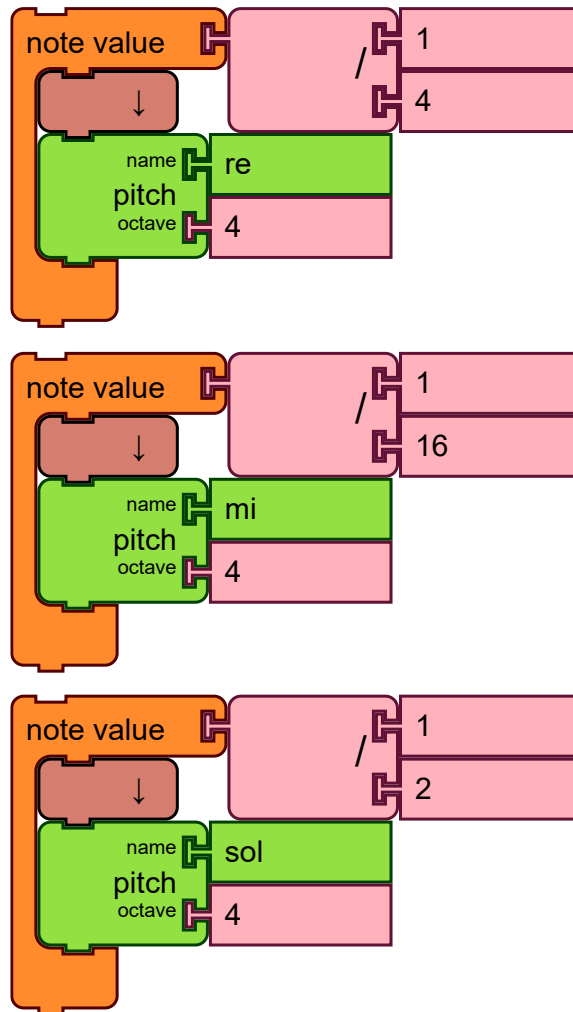 note value / 1
4
↓
name re
pitch
octave 4
note value / 1
16
↓
name mi
pitch
octave 4
note value / 1
2
↓
name sol
pitch
octave 4